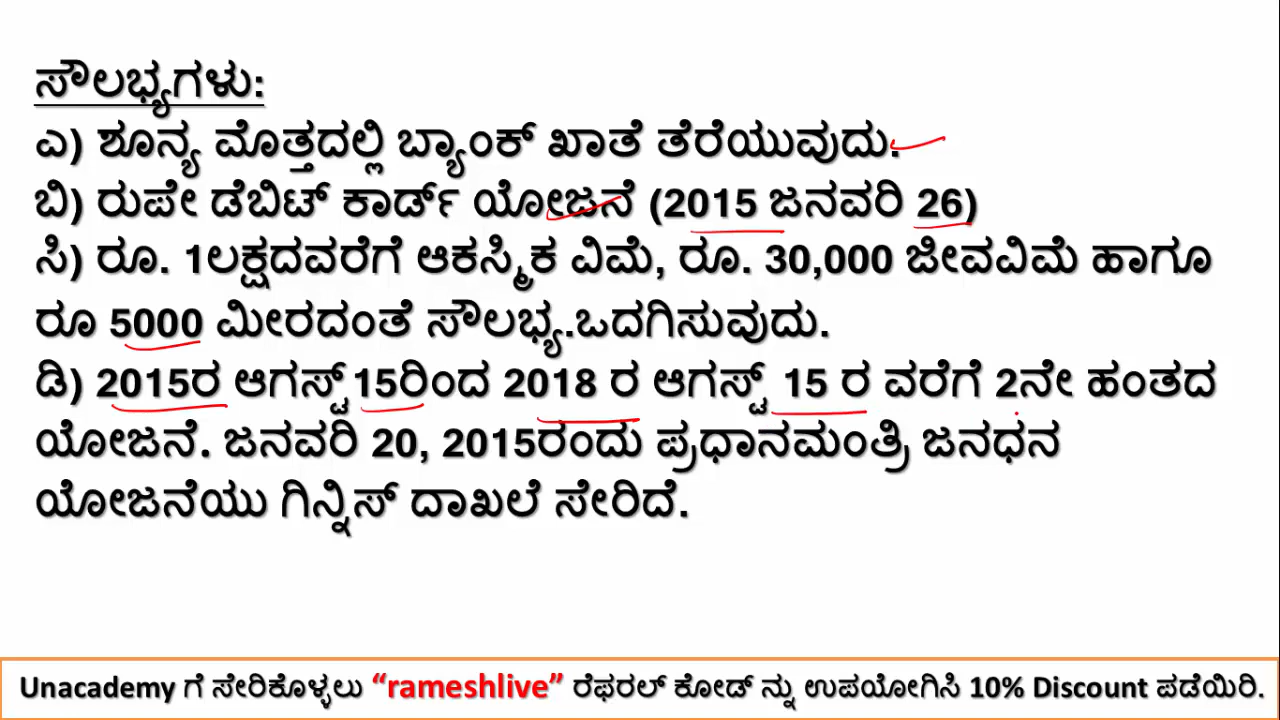 ಸೌಲಭ್ಯಗಳು:
ಎ) ಶೂನ್ಯ ಮೊತ್ತದಲ್ಲಿ ಬ್ಯಾಂಕ್ ಖಾತೆ ತೆರೆಯುವುದು.
ಬಿ) ರುಪೇ ಡೆಬಿಟ್ ಕಾರ್ಡ್ ಯೋಜನೆ (2015 ಜನವರಿ 26)
ಸಿ) ರೂ. 1ಲಕ್ಷದವರೆಗೆ ಆಕಸ್ಮಿಕ ವಿಮೆ, ರೂ. 30,000 ಜೀವವಿಮೆ ಹಾಗೂ
ರೂ 5000 ಮೀರದಂತೆ ಸೌಲಭ್ಯ.ಒದಗಿಸುವುದು.
ಡಿ) 2015ರ ಆಗಸ್ಟ್ 15ರಿಂದ 2018 ರ ಆಗಸ್ಟ್ 15 ರ ವರೆಗೆ 2ನೇ ಹಂತದ
ಯೋಜನೆ. ಜನವರಿ 20, 2015ರಂದು ಪ್ರಧಾನಮಂತ್ರಿ ಜನಧನ
ಯೋಜನೆಯು ಗಿನ್ನಿಸ್ ದಾಖಲೆ ಸೇರಿದೆ.
Unacademy ಗೆ ಸೇರಿಕೊಳ್ಳಲು “rameshlive” ರೆಫರಲ್ ಕೋಡ್ ನ್ನು ಉಪಯೋಗಿಸಿ 10% Discount ಪಡೆಯಿರಿ.